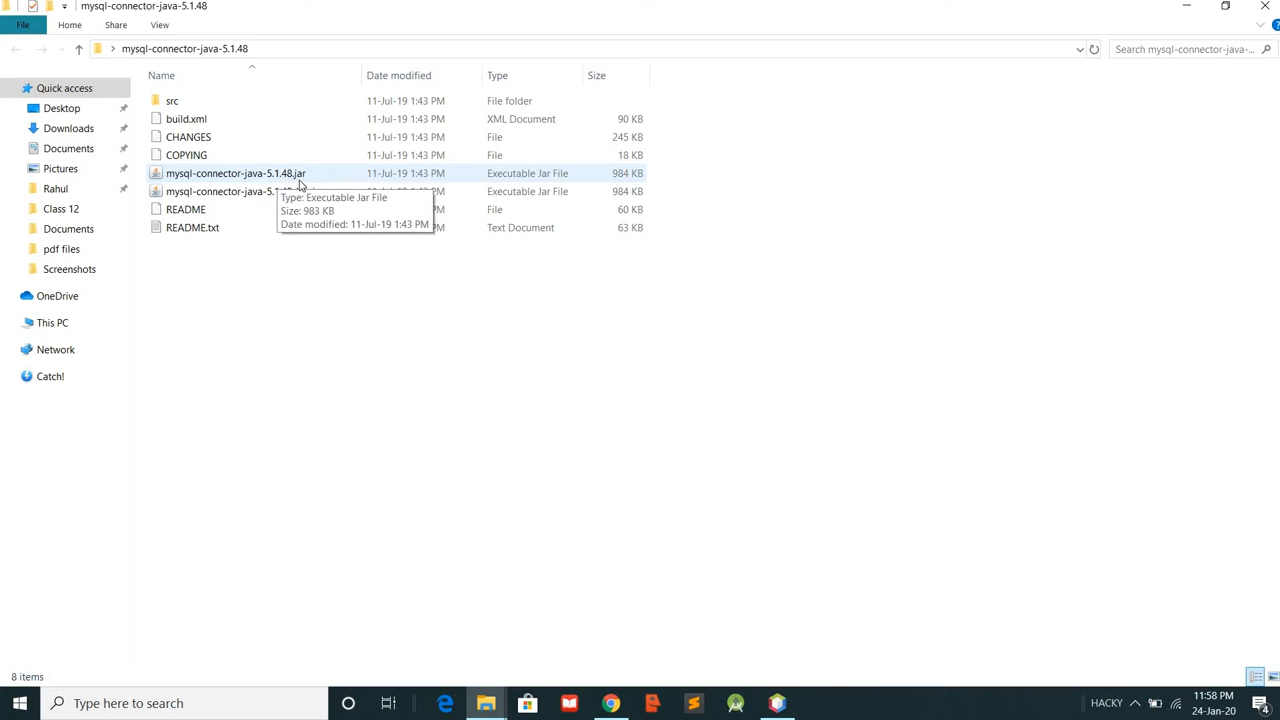 mysql-connector-java-5.1.48
File Home Share View
mysql-connector-java-5.1.48
Search mysql-connector-java-...
Name Date modified Type Size
Quick access
Desktop
Downloads
Documents
Pictures
Rahul
Class 12
Documents
pdf files
Screenshots
OneDrive
This PC
Network
Catch!
src 11-Jul-19 1:43 PM File folder
build.xml 11-Jul-19 1:43 PM XML Document 90 KB
CHANGES 11-Jul-19 1:43 PM File 245 KB
COPYING 11-Jul-19 1:43 PM File 18 KB
mysql-connector-java-5.1.48.jar 11-Jul-19 1:43 PM Executable Jar File 984 KB
mysql-connector-java-5.1.48 Executable Jar File 984 KB
README File 60 KB
README.txt Text Document 63 KB
Type: Executable Jar File
Size: 983 KB
Date modified: 11-Jul-19 1:43 PM
8 items
Type here to search
HACKY
11:58 PM
24-Jan-20
4